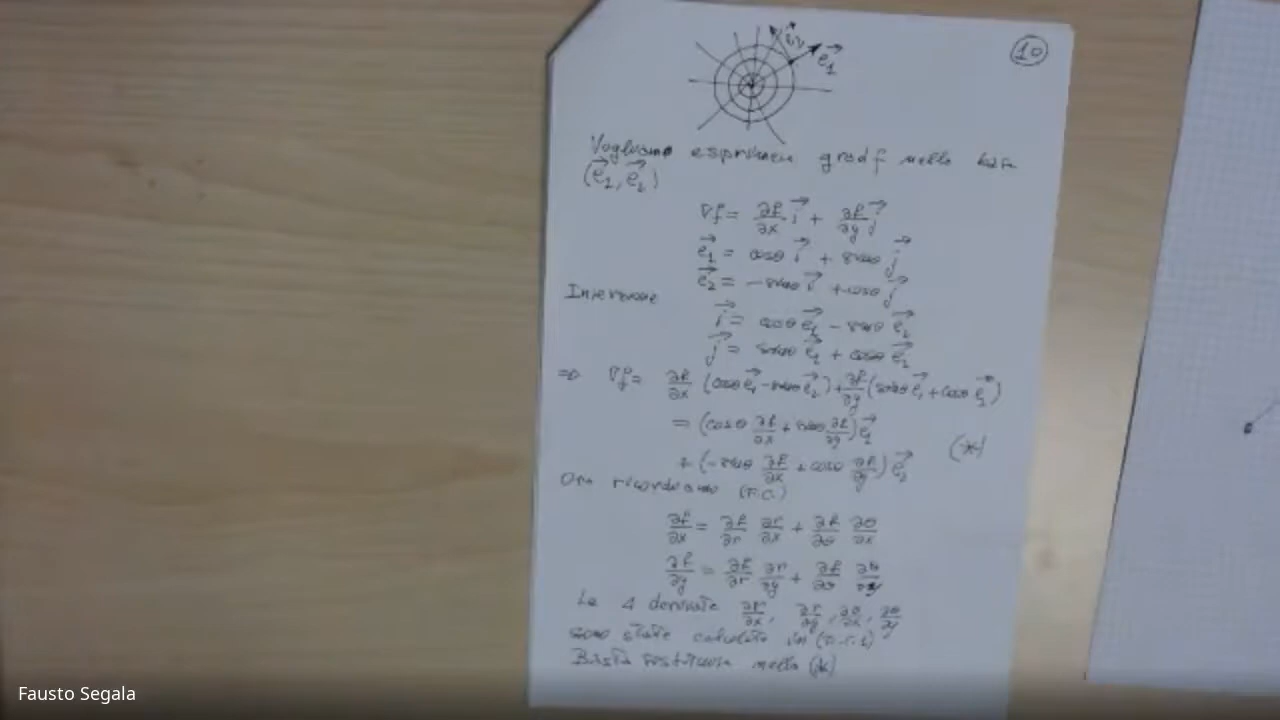 10
e₂ e₁
Vogliamo esprimere grad f nella base
(e₁, e₂)
∇f = ∂f/∂x i + ∂f/∂y j
e₁ = cosθ i + senθ j
e₂ = -senθ i + cosθ j
Inversione
i = cosθ e₁ - senθ e₂
j = senθ e₁ + cosθ e₂
⇒ ∇f = ∂f/∂x (cosθ e₁ - senθ e₂) + ∂f/∂y (senθ e₁ + cosθ e₂)
= (cosθ ∂f/∂x + senθ ∂f/∂y) e₁
+ (-senθ ∂f/∂x + cosθ ∂f/∂y) e₂ (*)
Ora ricordiamo (F.C.)
∂f/∂x = ∂f/∂r ∂r/∂x + ∂f/∂θ ∂θ/∂x
∂f/∂y = ∂f/∂r ∂r/∂y + ∂f/∂θ ∂θ/∂y
Le 4 derivate ∂r/∂x, ∂r/∂y, ∂θ/∂x, ∂θ/∂y
sono state calcolate in
Basta sostituire nella (*)
Fausto Segala